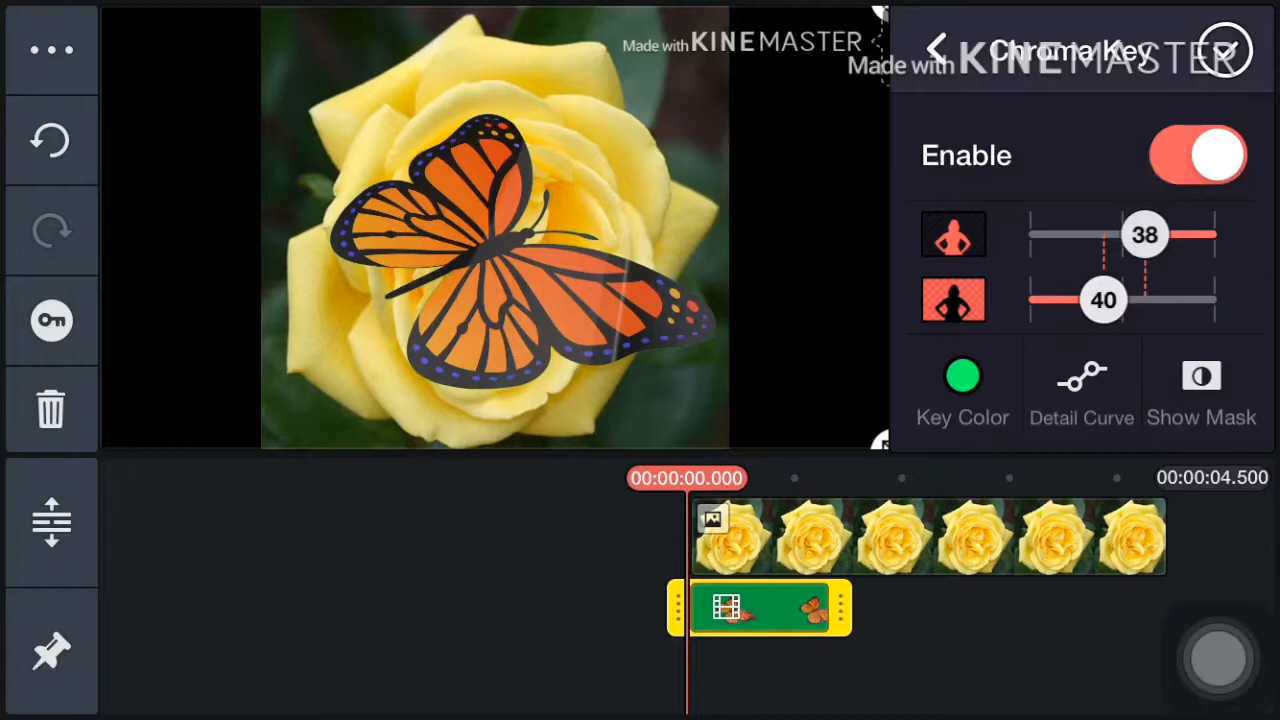 Made with KINEMASTER
Chroma Key
Made with KINEMASTER
Enable
38
40
Key Color
Detail Curve
Show Mask
00:00:00.000
00:00:04.500